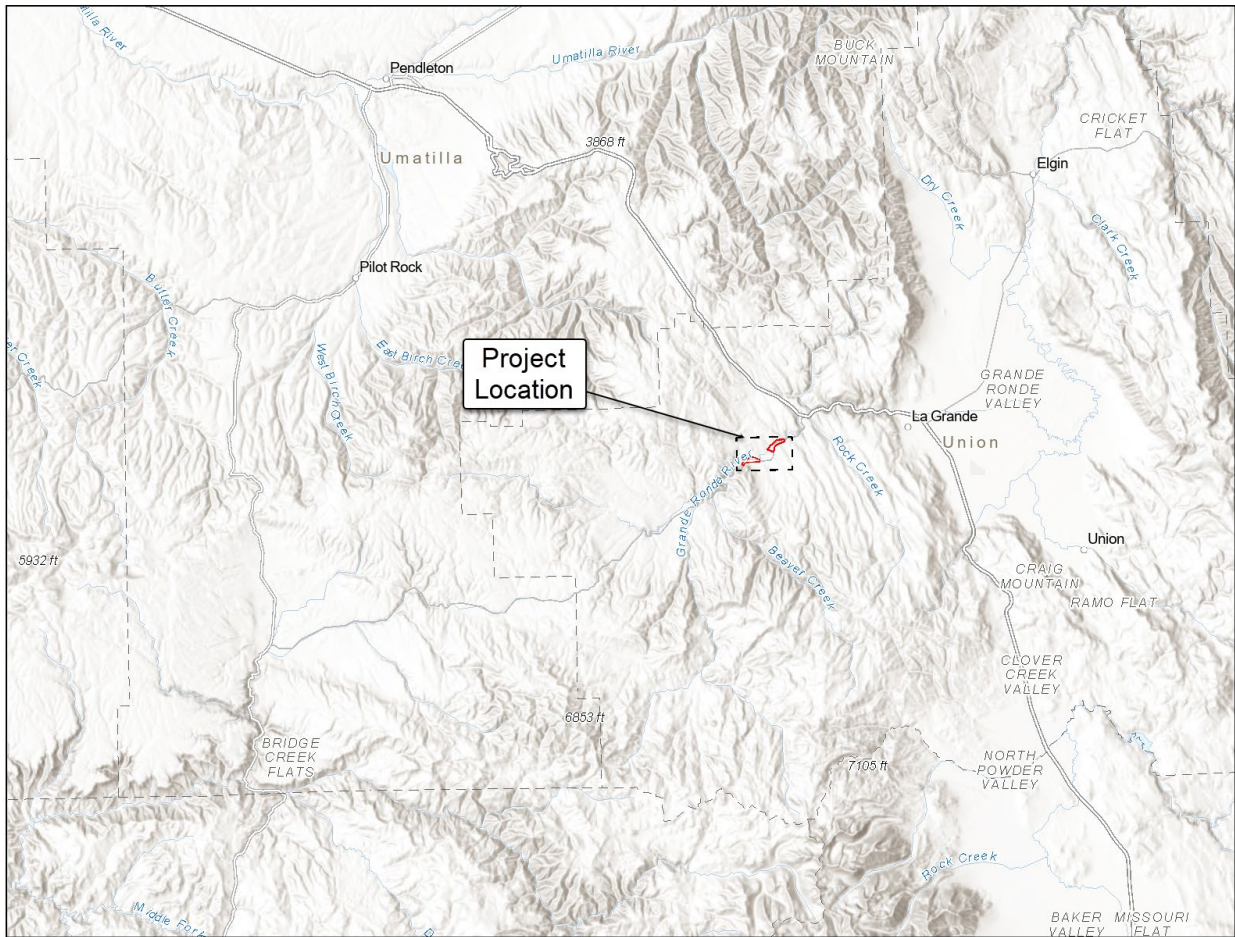 milla River
Umatilla River
BUCK
MOUNTAIN
Pendleton
CRICKET
FLAT
3868 ft
Umatilla
Elgin
Dry Creek
Clark Creek
Pilot Rock
Butter Creek
er Creek
West Birch Creek
East Birch Cree
Project
Location
GRANDE
RONDE
VALLEY
La Grande
Union
Rock Creek
Grande Ronde River
Beaver Creek
Union
5932 ft
CRAIG
MOUNTAIN
RAMO FLAT
CLOVER
CREEK
VALLEY
6853 ft
BRIDGE
CREEK
FLATS
7105 ft
NORTH
POWDER
VALLEY
Rock Creek
Middle Fork
BAKER
VALLEY
MISSOURI
FLAT